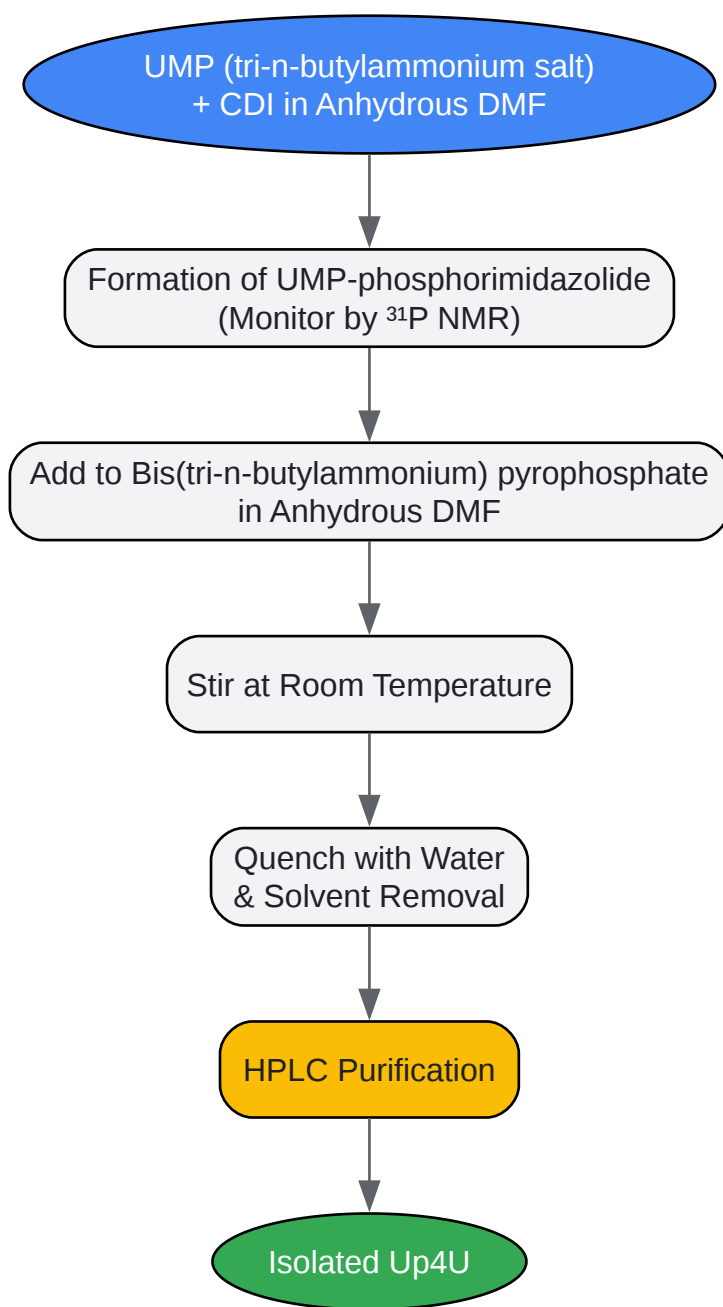 UMP (tri-n-butylammonium salt)
+ CDI in Anhydrous DMF
Formation of UMP-phosphorimidazolide
(Monitor by ³¹P NMR)
Add to Bis(tri-n-butylammonium) pyrophosphate
in Anhydrous DMF
Stir at Room Temperature
Quench with Water
& Solvent Removal
HPLC Purification
Isolated Up4U